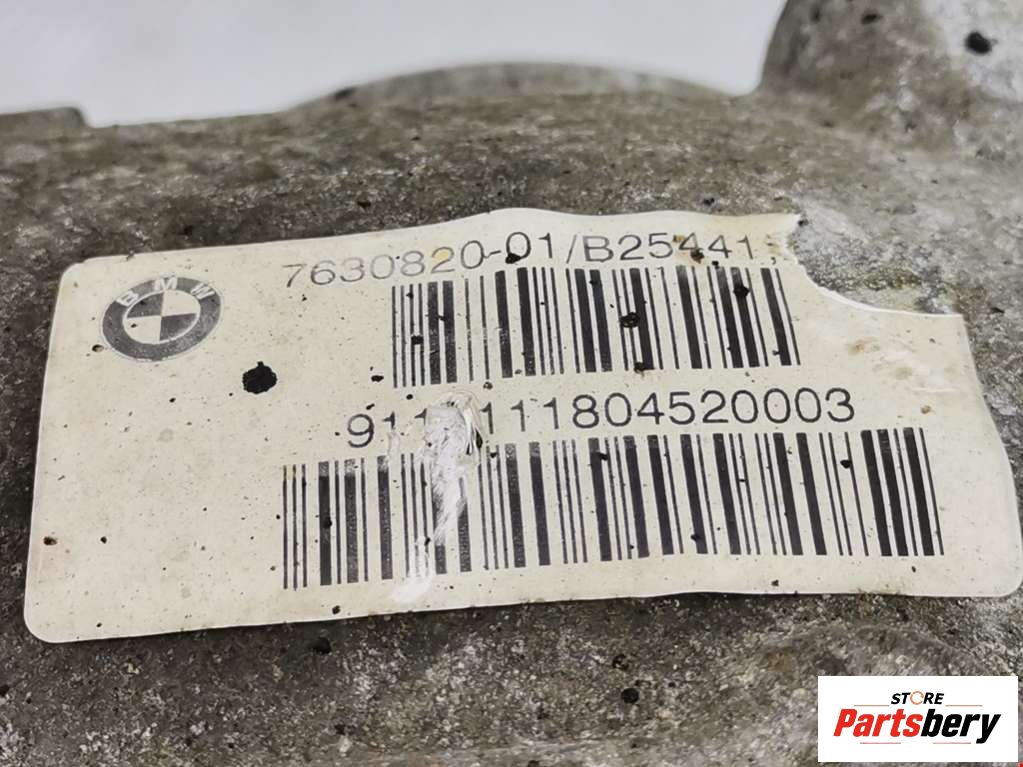 BMW
7630820-01/B25441
111804520003
STORE
Partsbery